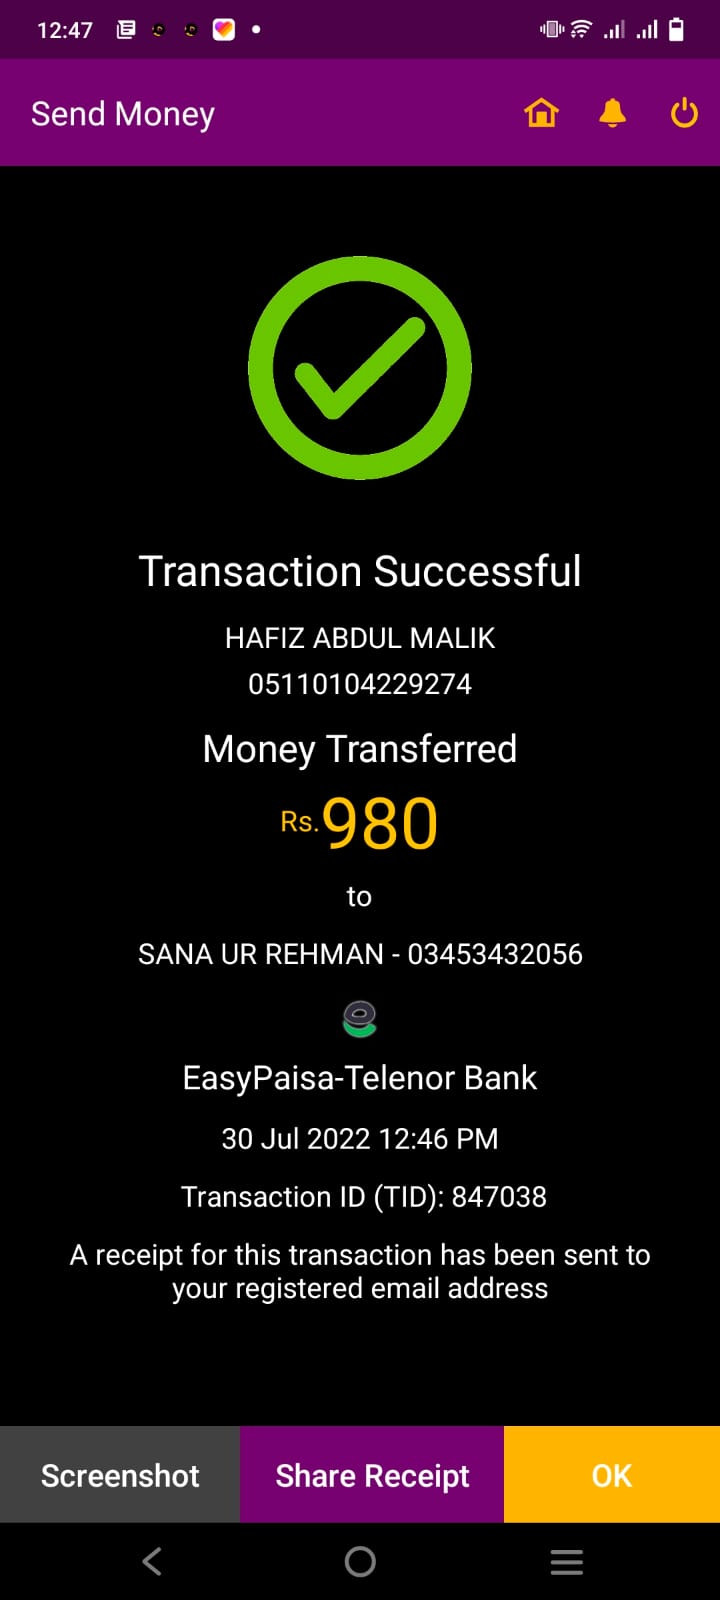 12:47
Send Money
Transaction Successful
HAFIZ ABDUL MALIK
05110104229274
Money Transferred
Rs.980
to
SANA UR REHMAN - 03453432056
EasyPaisa-Telenor Bank
30 Jul 2022 12:46 PM
Transaction ID (TID): 847038
A receipt for this transaction has been sent to
your registered email address
Screenshot
Share Receipt
OK